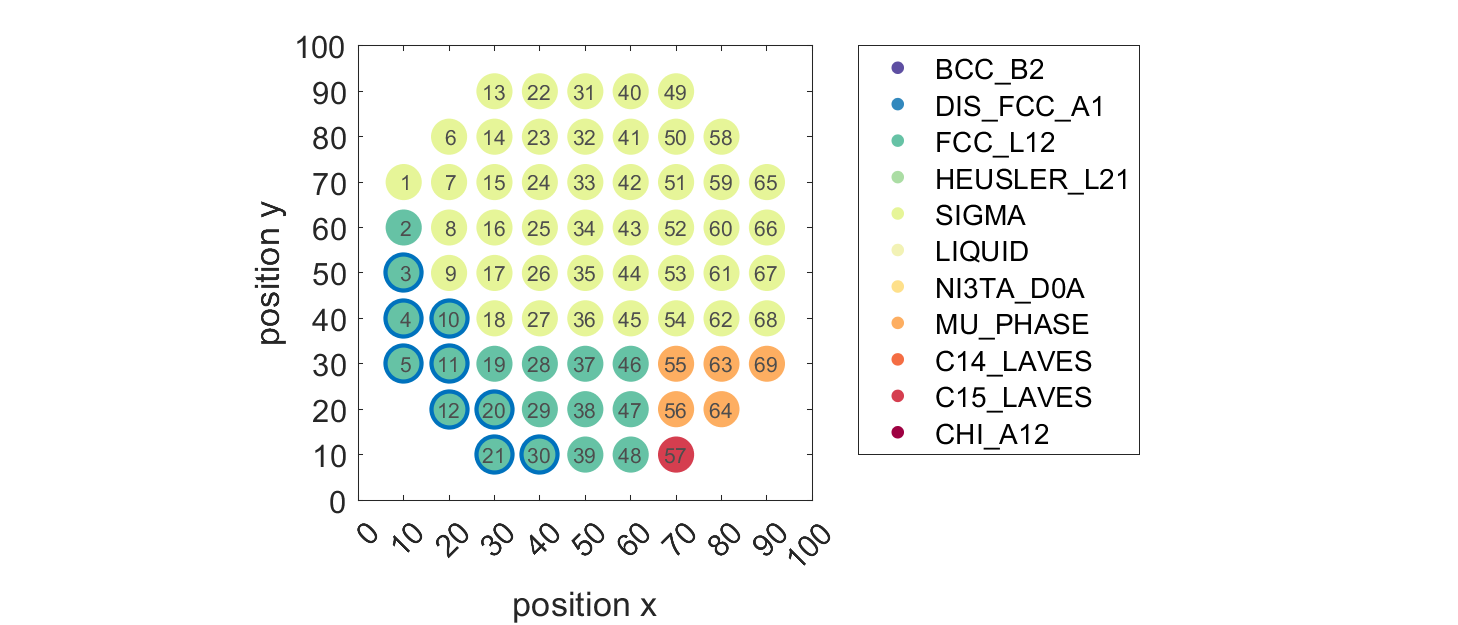 100
90 13 22 31 40 49
80 6 14 23 32 41 50 58
70 1 7 15 24 33 42 51 59 65
60 2 8 16 25 34 43 52 60 66
50 3 9 17 26 35 44 53 61 67
40 4 10 18 27 36 45 54 62 68
30 5 11 19 28 37 46 55 63 69
20 12 20 29 38 47 56 64
10 21 30 39 48 57
0
0 10 20 30 40 50 60 70 80 90 100
position x
position y
BCC_B2
DIS_FCC_A1
FCC_L12
HEUSLER_L21
SIGMA
LIQUID
NI3TA_D0A
MU_PHASE
C14_LAVES
C15_LAVES
CHI_A12